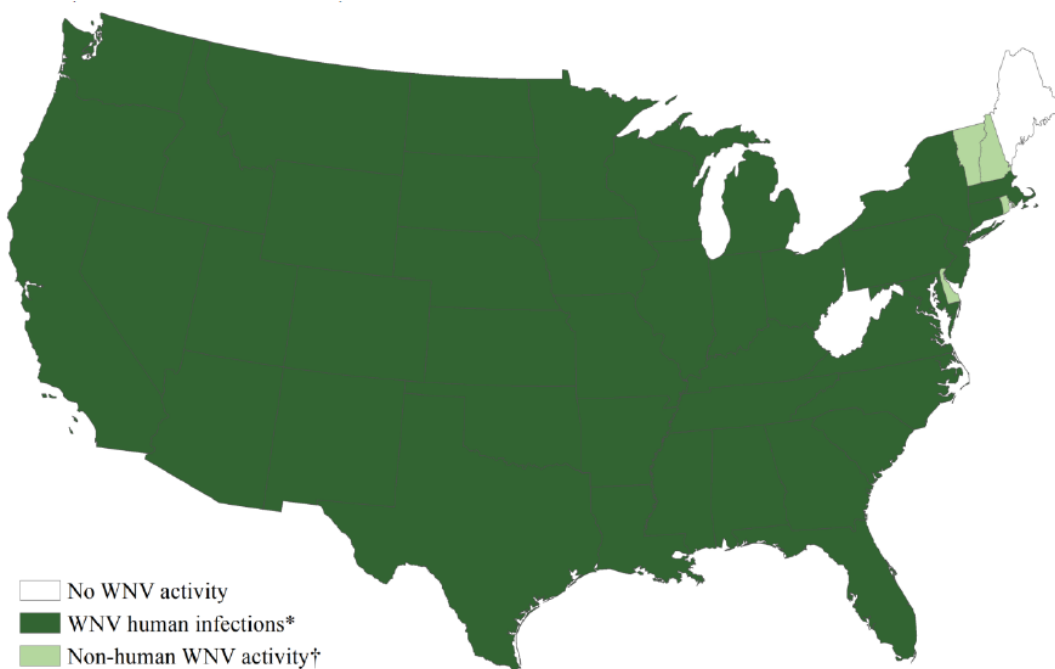 No WNV activity
WNV human infections*
Non-human WNV activity†